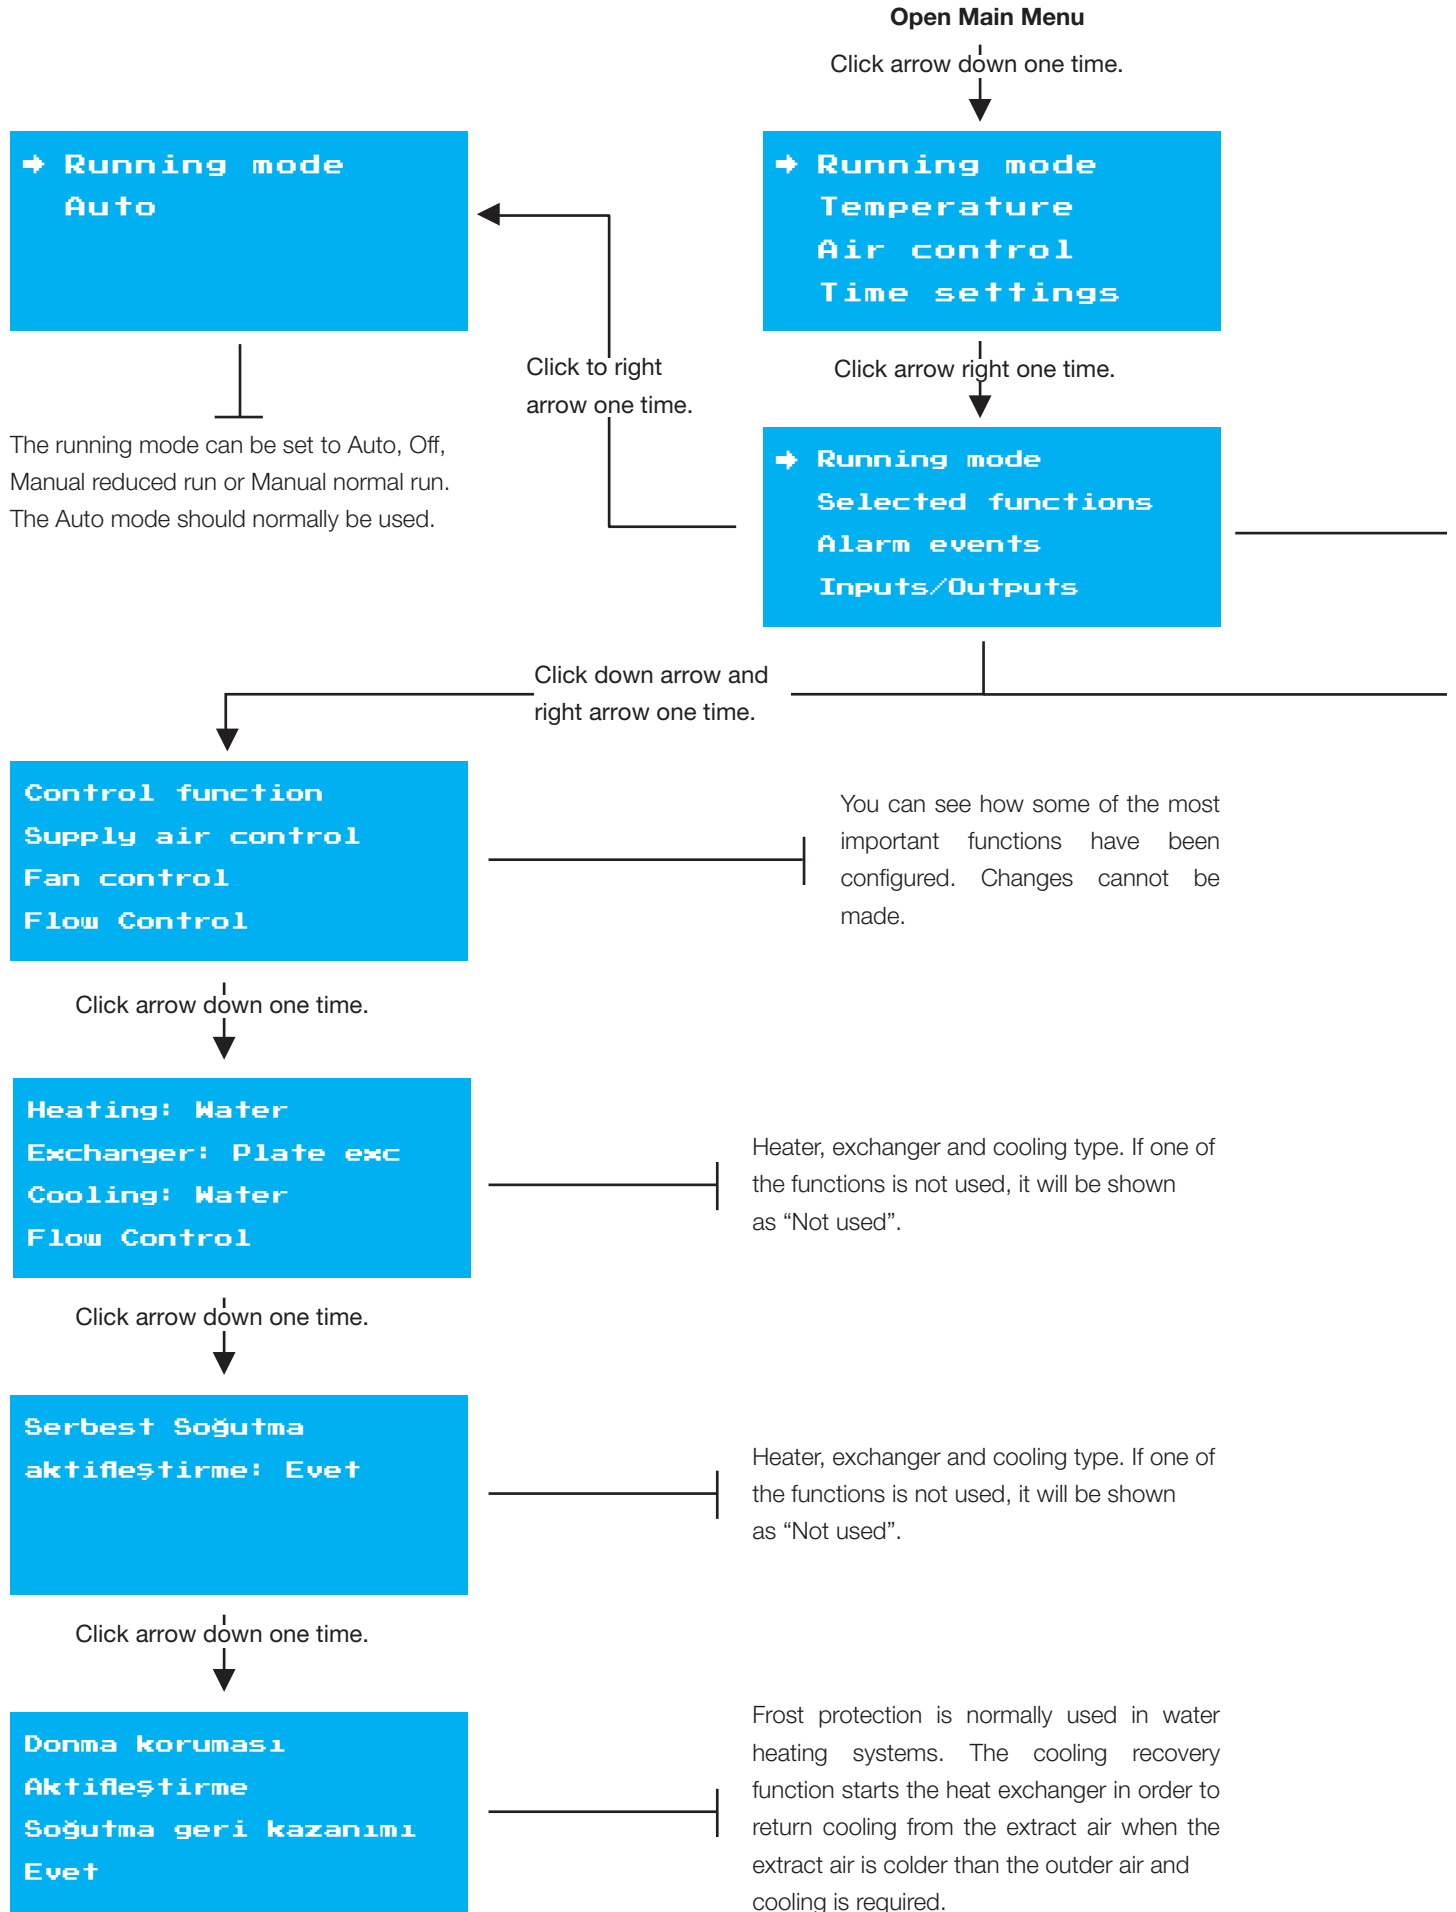 Open Main Menu
Click arrow down one time.
Running mode
Auto
Running mode
Temperature
Air control
Time settings
Click to right
arrow one time.
Click arrow right one time.
The running mode can be set to Auto, Off,
Manual reduced run or Manual normal run.
The Auto mode should normally be used.
Running mode
Selected functions
Alarm events
Inputs/Outputs
Click down arrow and
right arrow one time.
Control function
Supply air control
Fan control
Flow Control
You can see how some of the most
important functions have been
configured. Changes cannot be
made.
Click arrow down one time.
Heating: Water
Exchanger: Plate exc
Cooling: Water
Flow Control
Heater, exchanger and cooling type. If one of
the functions is not used, it will be shown
as “Not used”.
Click arrow down one time.
Serbest Soğutma
aktifleştirme: Evet
Heater, exchanger and cooling type. If one of
the functions is not used, it will be shown
as “Not used”.
Click arrow down one time.
Donma koruması
Aktifleştirme
Soğutma geri kazanımı
Evet
Frost protection is normally used in water
heating systems. The cooling recovery
function starts the heat exchanger in order to
return cooling from the extract air when the
extract air is colder than the outder air and
cooling is required.